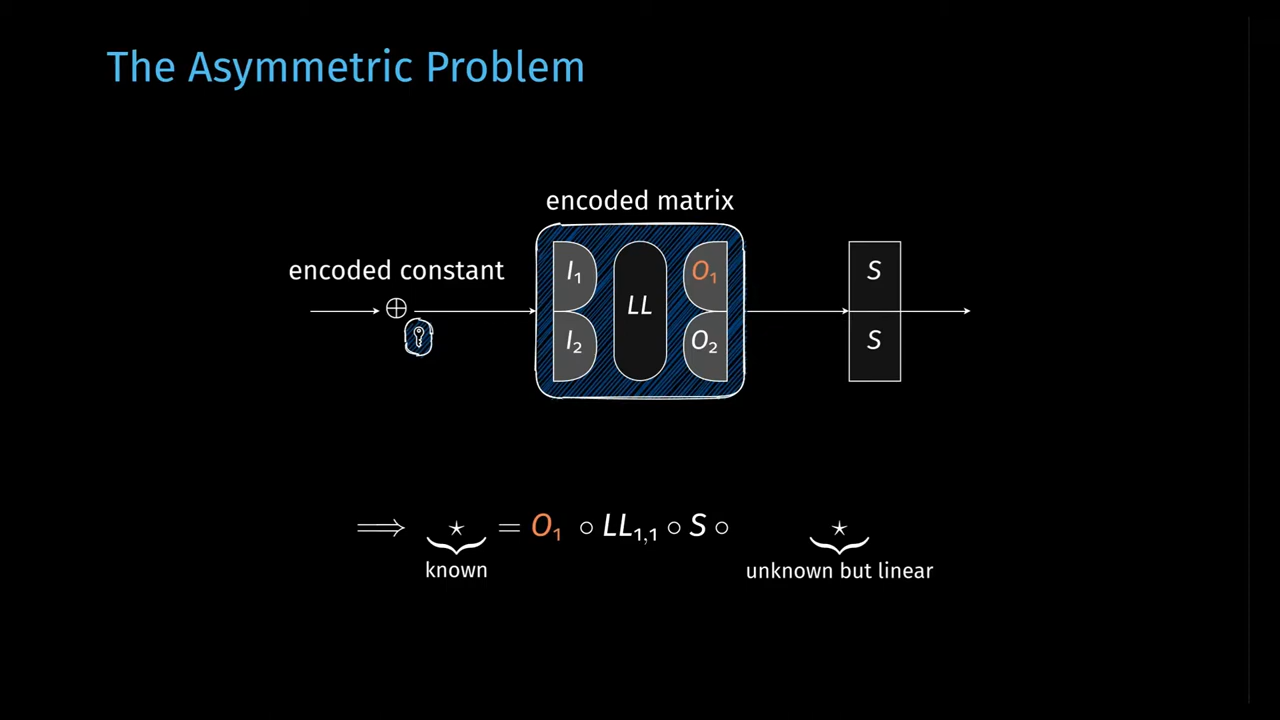 The Asymmetric Problem
encoded matrix
encoded constant
⊕
I₁
I₂
LL
O₁
O₂
S
S
⟹ ⋆ = O₁ ∘ LL₁,₁ ∘ S ∘ ⋆
known
unknown but linear